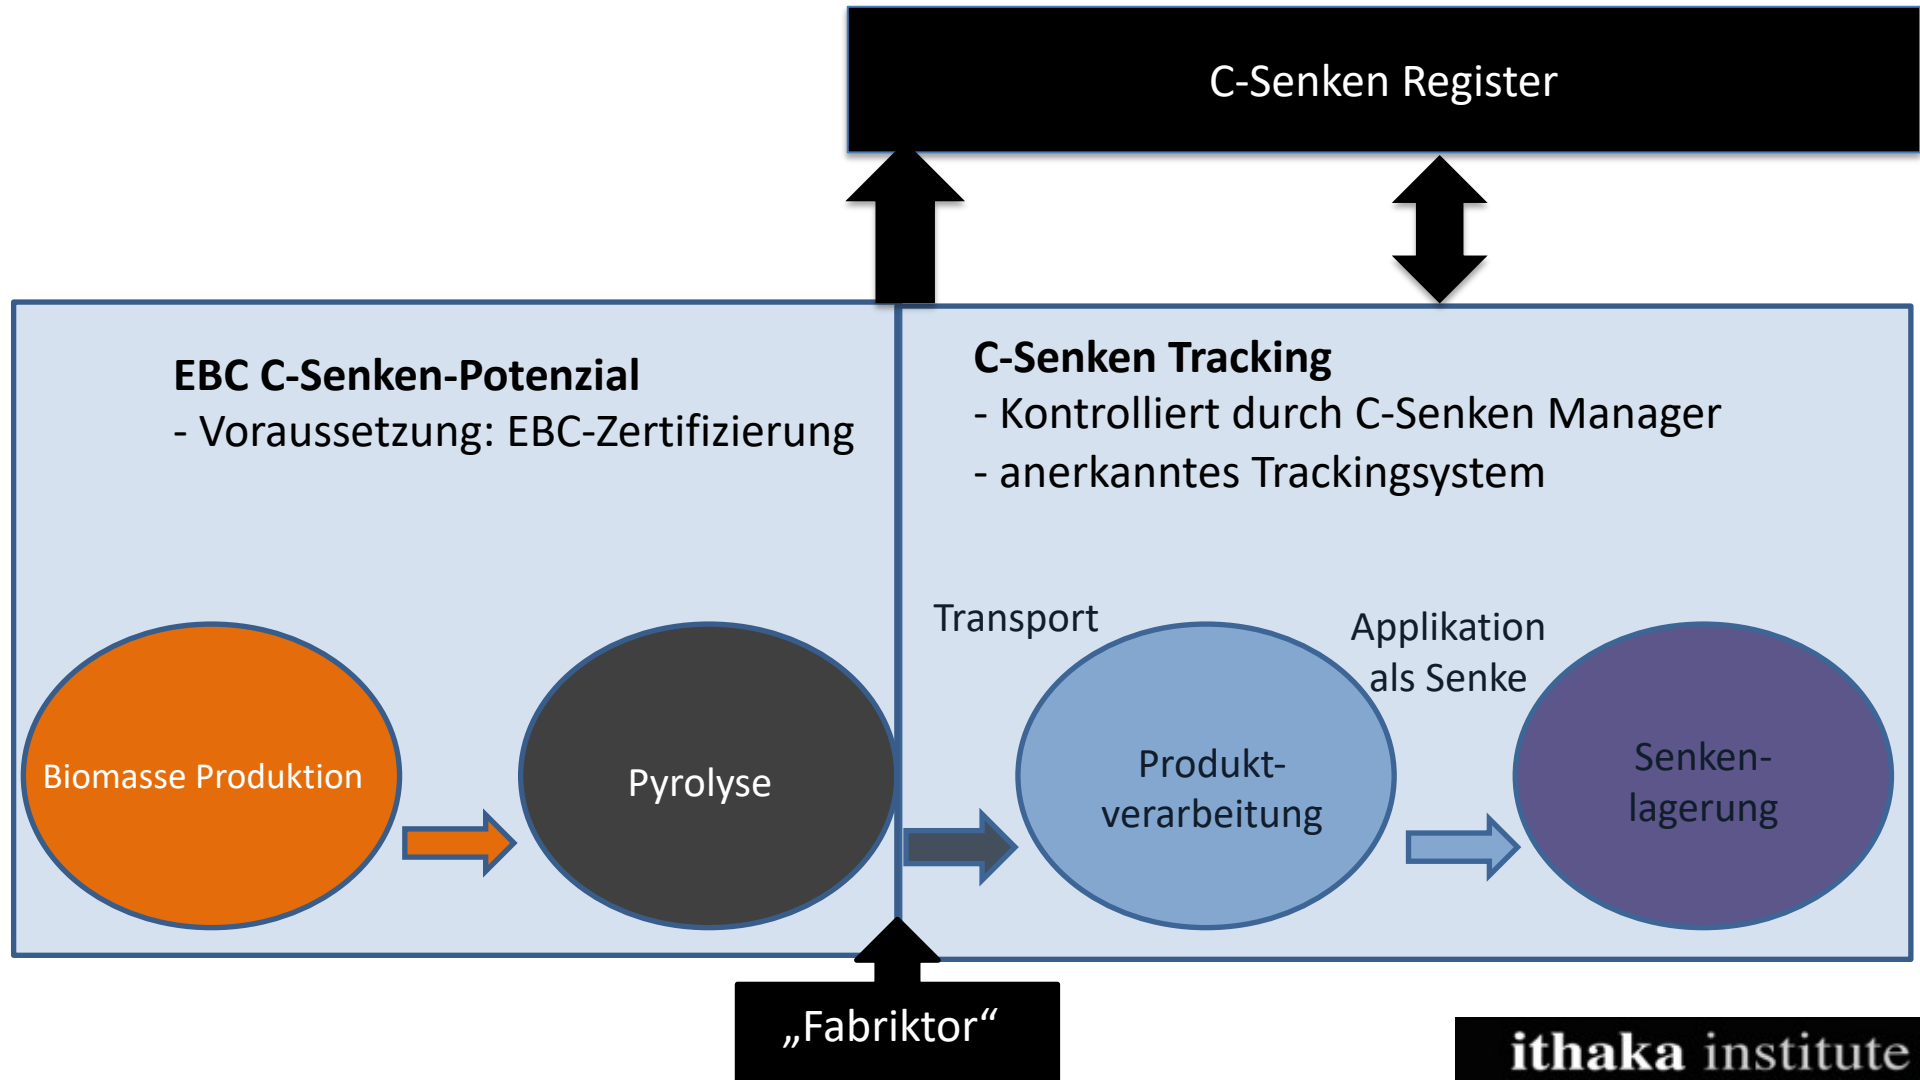 C-Senken Register
EBC C-Senken-Potenzial
- Voraussetzung: EBC-Zertifizierung
C-Senken Tracking
- Kontrolliert durch C-Senken Manager
- anerkanntes Trackingsystem
Biomasse Produktion
Pyrolyse
Transport
Produkt-
verarbeitung
Applikation
als Senke
Senken-
lagerung
„Fabriktor“
ithaka institute